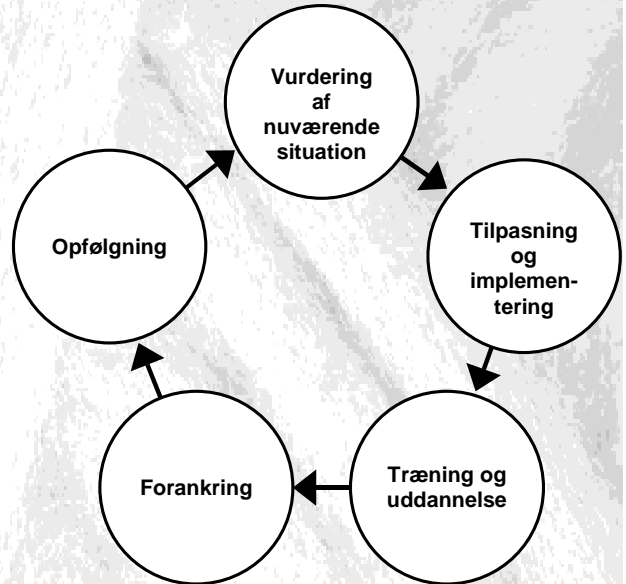 Vurdering
af
nuværende
situation
Tilpasning
og
implemen-
tering
Træning og
uddannelse
Forankring
Opfølgning